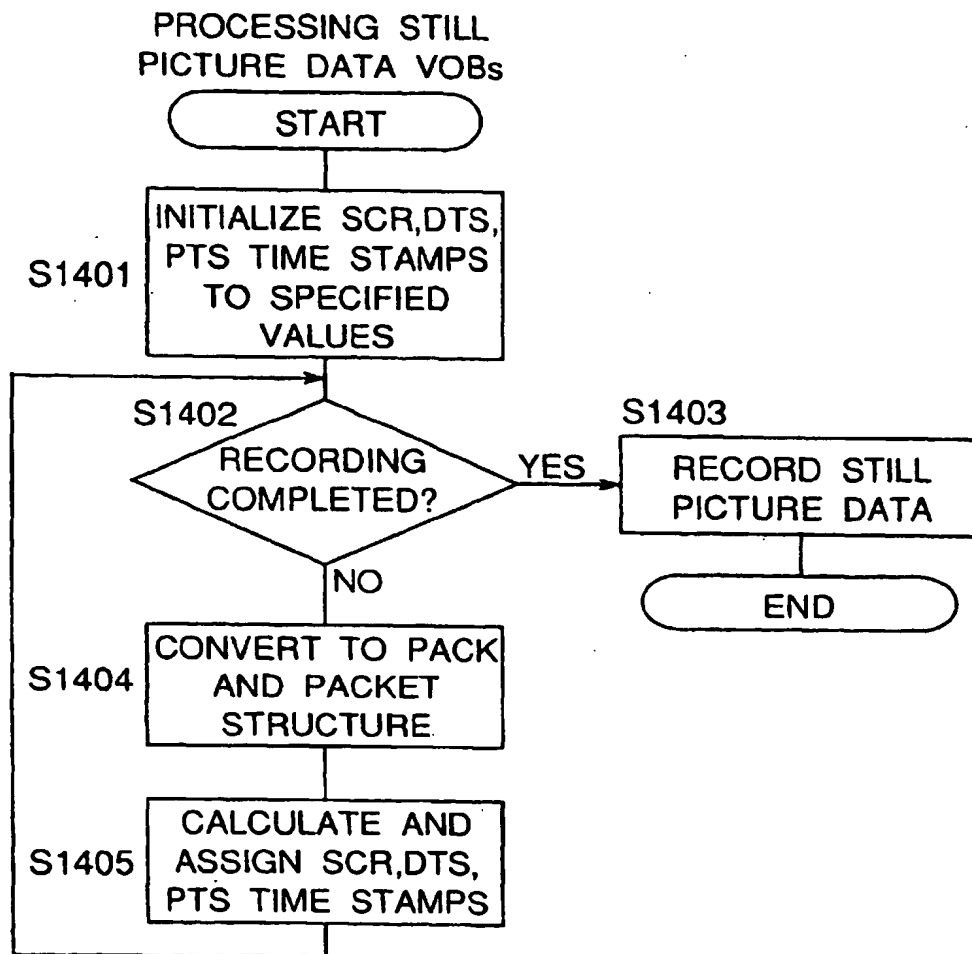 PROCESSING STILL
PICTURE DATA VOBs
START
S1401
INITIALIZE SCR,DTS,
PTS TIME STAMPS
TO SPECIFIED
VALUES
S1402
RECORDING
COMPLETED?
YES
S1403
RECORD STILL
PICTURE DATA
END
NO
S1404
CONVERT TO PACK
AND PACKET
STRUCTURE
S1405
CALCULATE AND
ASSIGN SCR,DTS,
PTS TIME STAMPS